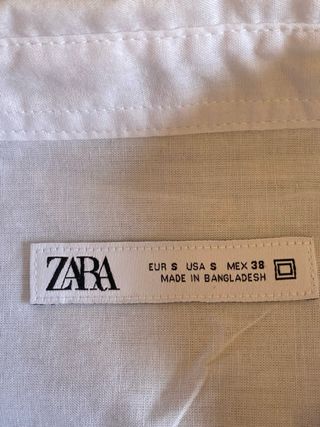 ZARA
EUR S USA S MEX 38
MADE IN BANGLADESH